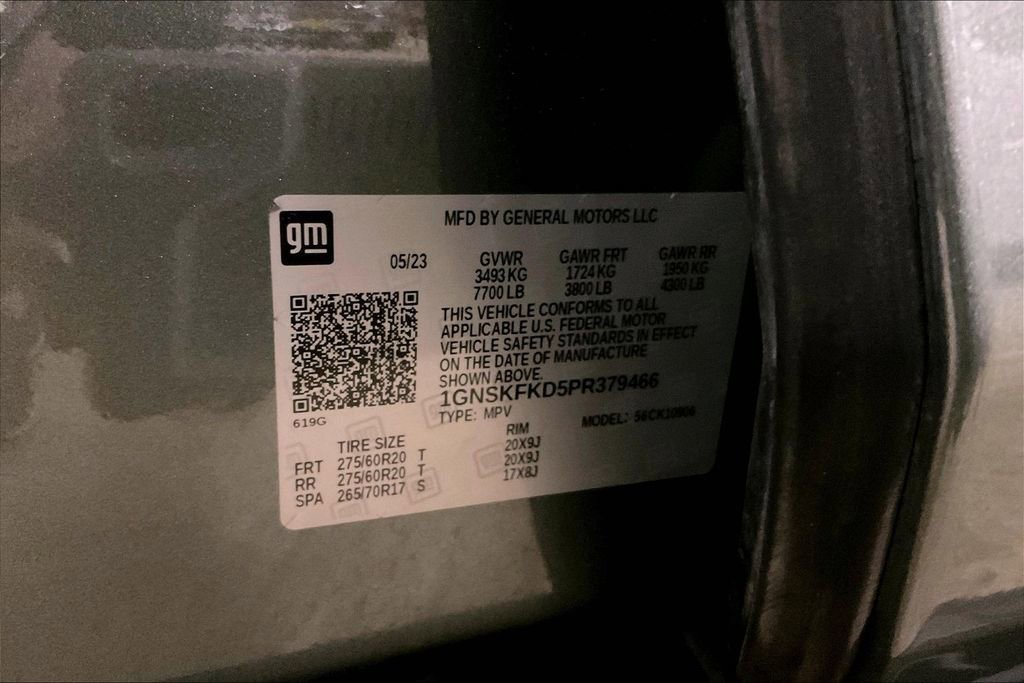 gm
MFD BY GENERAL MOTORS LLC
05/23
GVWR GAWR FRT GAWR RR
3493 KG 1724 KG 1950 KG
7700 LB 3800 LB 4300 LB
THIS VEHICLE CONFORMS TO ALL
APPLICABLE U.S. FEDERAL MOTOR
VEHICLE SAFETY STANDARDS IN EFFECT
ON THE DATE OF MANUFACTURE
SHOWN ABOVE.
1GNSKFKD5PR379466
TYPE: MPV MODEL:
619G
TIRE SIZE RIM
FRT 275/60R20 T 20X9J
RR 275/60R20 T 20X9J
SPA 265/70R17 S 17X8J